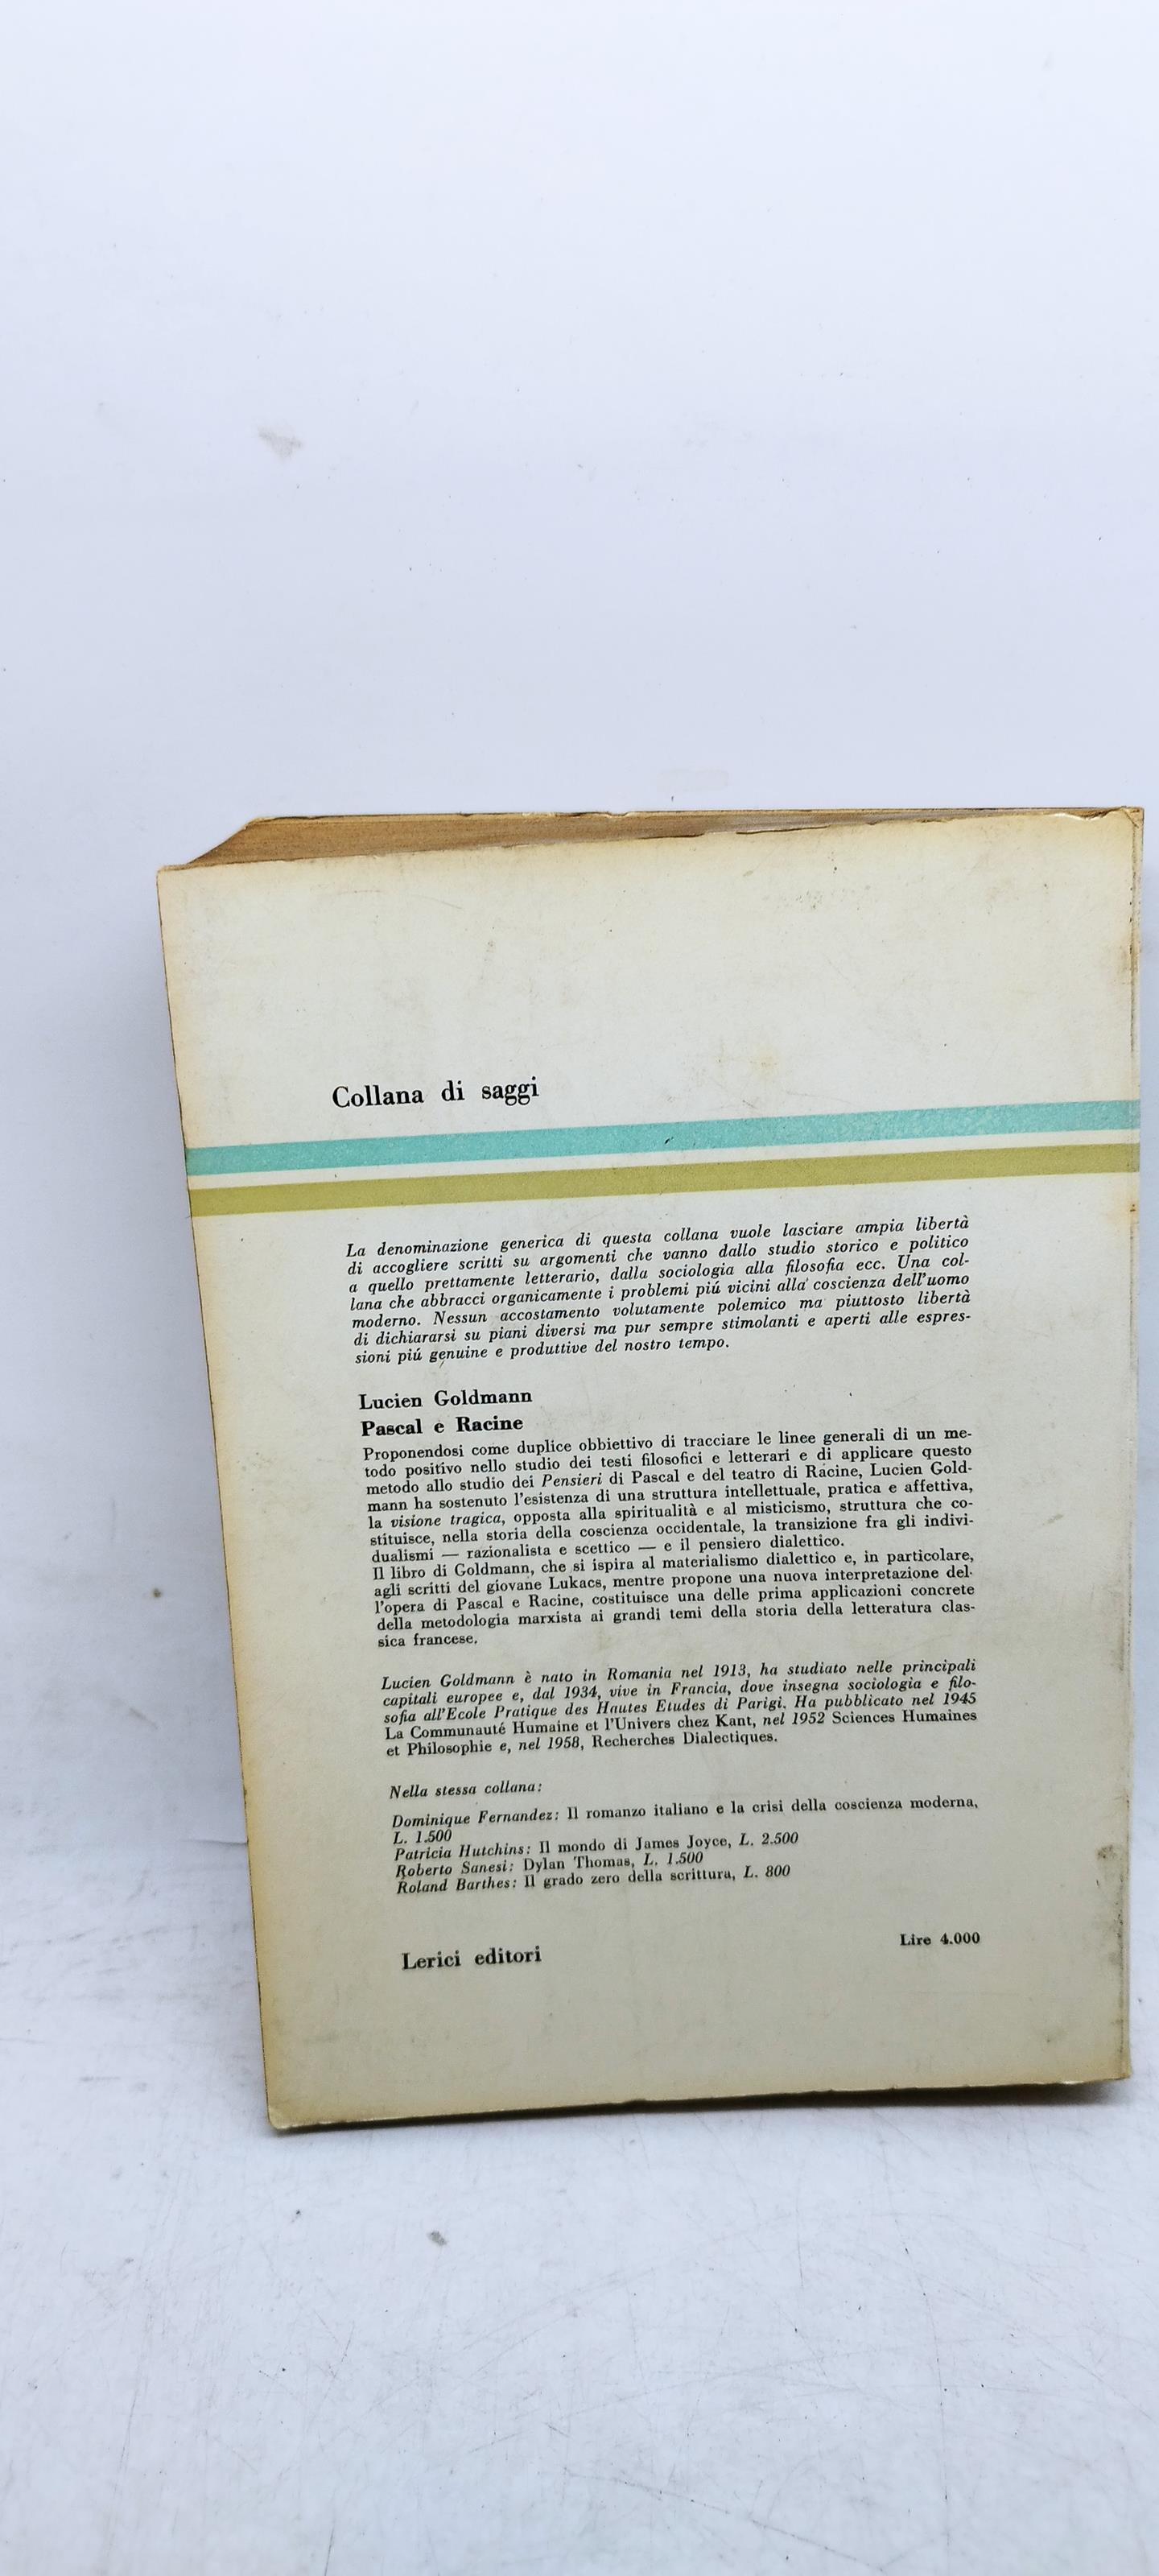 Collana di saggi
La denominazione generica di questa collana vuole lasciare ampia libertà
di accogliere scritti su argomenti che vanno dallo studio storico e politico
a quello prettamente letterario, dalla sociologia alla filosofia ecc. Una col-
lana che abbracci organicamente i problemi piú vicini alla coscienza dell'uomo
moderno. Nessun accostamento volutamente polemico ma piuttosto libertà
di dichiararsi su piani diversi ma pur sempre stimolanti e aperti alle espres-
sioni piú genuine e produttive del nostro tempo.
Lucien Goldmann
Pascal e Racine
Proponendosi come duplice obbiettivo di tracciare le linee generali di un me-
todo positivo nello studio dei testi filosofici e letterari e di applicare questo
metodo allo studio dei Pensieri di Pascal e del teatro di Racine, Lucien Gold-
mann ha sostenuto l'esistenza di una struttura intellettuale, pratica e affettiva,
la visione tragica, opposta alla spiritualità e al misticismo, struttura che co-
stituisce, nella storia della coscienza occidentale, la transizione fra gli indivi-
dualismi — razionalista e scettico — e il pensiero dialettico.
Il libro di Goldmann, che si ispira al materialismo dialettico e, in particolare,
agli scritti del giovane Lukacs, mentre propone una nuova interpretazione del-
l'opera di Pascal e Racine, costituisce una delle prima applicazioni concrete
della metodologia marxista ai grandi temi della storia della letteratura clas-
sica francese.
Lucien Goldmann è nato in Romania nel 1913, ha studiato nelle principali
capitali europee e, dal 1934, vive in Francia, dove insegna sociologia e filo-
sofia all'Ecole Pratique des Hautes Etudes di Parigi. Ha pubblicato nel 1945
La Communauté Humaine et l'Univers chez Kant, nel 1952 Sciences Humaines
et Philosophie e, nel 1958, Recherches Dialectiques.
Nella stessa collana:
Dominique Fernandez: Il romanzo italiano e la crisi della coscienza moderna,
L. 1.500
Patricia Hutchins: Il mondo di James Joyce, L. 2.500
Roberto Sanesi: Dylan Thomas, L. 1.500
Roland Barthes: Il grado zero della scrittura, L. 800
Lerici editori
Lire 4.000